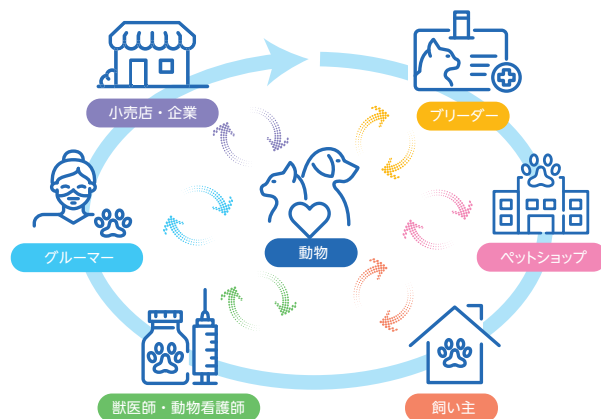 小売店・企業
ブリーダー
グルーマー
動物
ペットショップ
獣医師・動物看護師
飼い主